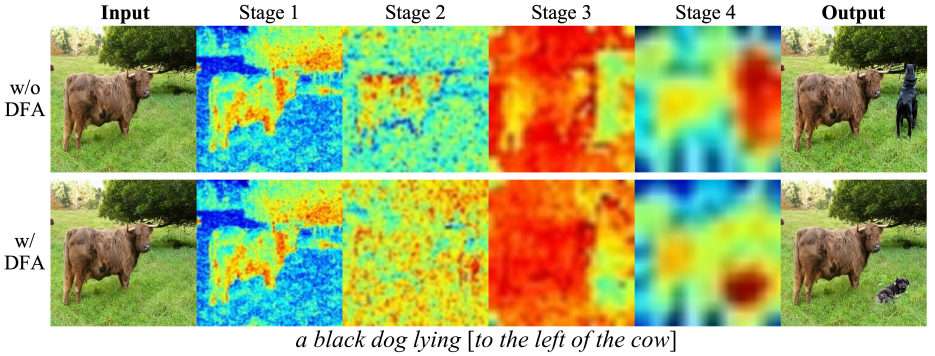 Input Stage 1 Stage 2 Stage 3 Stage 4 Output
w/o
DFA
w/
DFA
a black dog lying [to the left of the cow]